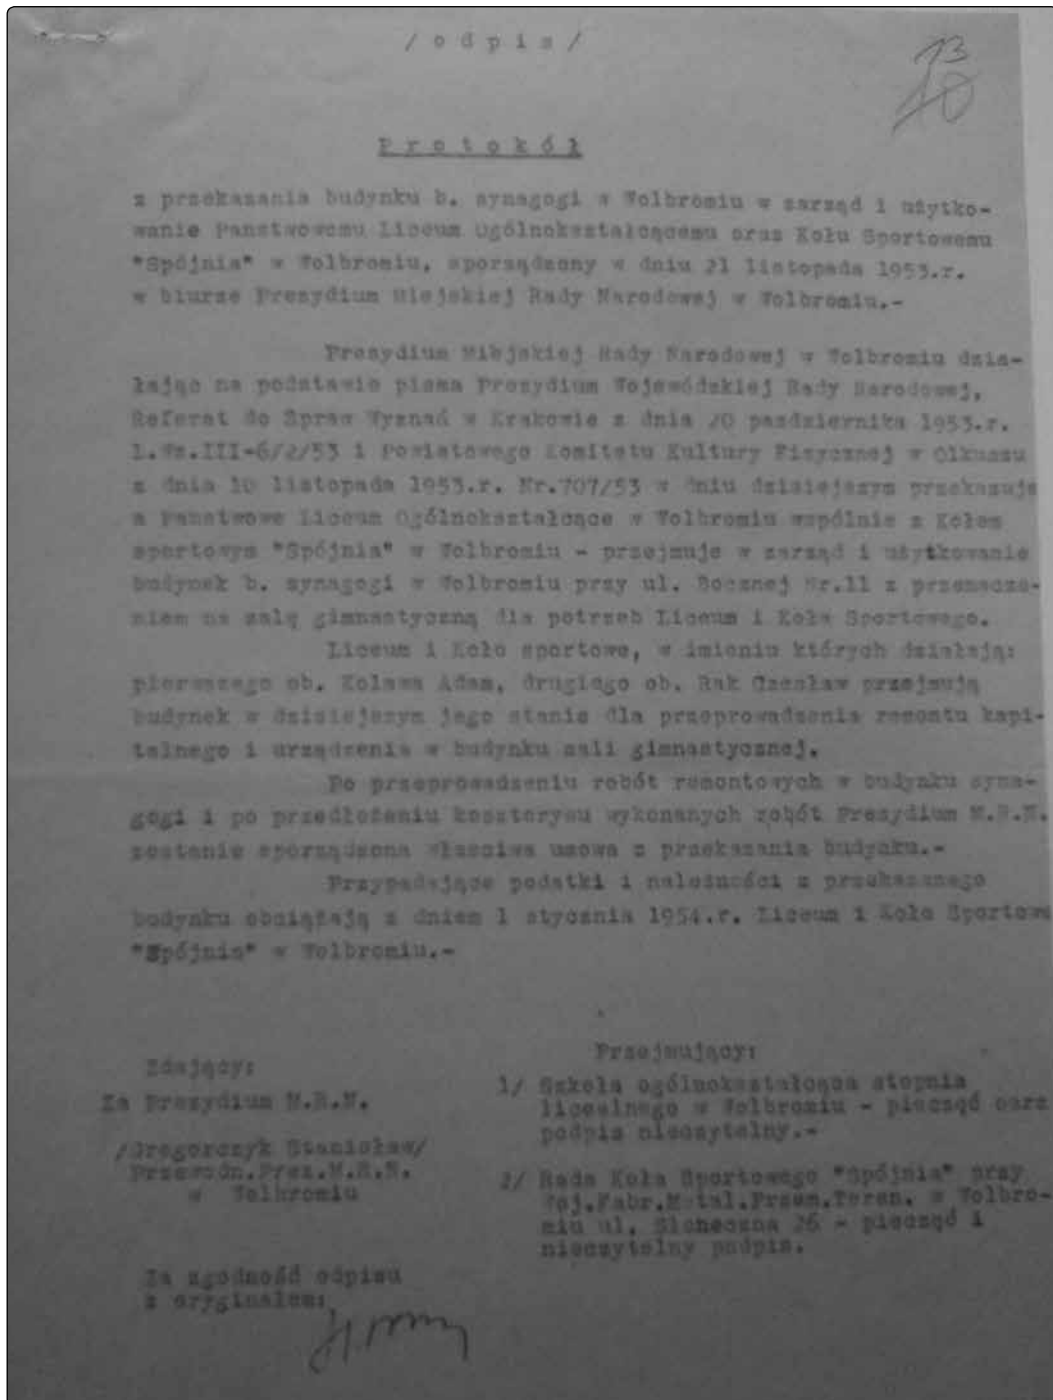 / o d p i s /
13
10
P r o t o k ó ł
z przekazania budynku b. synagogi w Wolbromiu w zarząd i użytko-
wanie Państwowemu Liceum Ogólnokształcącemu oraz Kołu Sportowemu
"Spójnia" w Wolbromiu, sporządzony w dniu 21 listopada 1953.r.
w biurze Prezydium Miejskiej Rady Narodowej w Wolbromiu.-
Prezydium Miejskiej Rady Narodowej w Wolbromiu dzia-
łając na podstawie pisma Prezydium Wojewódzkiej Rady Narodowej,
Referat do Spraw Wyznań w Krakowie z dnia 20 pazdziernika 1953.r.
L.Wz.III-6/2/53 i Powiatowego Komitetu Kultury Fizycznej w Olkuszu
z dnia 10 listopada 1953.r. Nr.707/53 w dniu dzisiejszym przekazuje
a Państwowe Liceum Ogólnokształcące w Wolbromiu wspólnie z Kołem
sportowym "Spójnia" w Wolbromiu - przejmuje w zarząd i użytkowanie
budynek b. synagogi w Wolbromiu przy ul. Bocznej Nr.11 z przeznacze-
niem na salę gimnastyczną dla potrzeb Liceum i Koła Sportowego.
Liceum i Koło sportowe, w imieniu których działają:
pierwszego ob. Kolawa Adam, drugiego ob. Rak Czesław przejmują
budynek w dzisiejszym jego stanie dla przeprowadzenia remontu kapi-
talnego i urządzenia w budynku sali gimnastycznej.
Po przeprowadzeniu robót remontowych w budynku syna-
gogi i po przedłożeniu kosztorysu wykonanych robót Prezydium M.R.N.
zostanie sporządzona właściwa umowa z przekazania budynku.-
Przypadające podatki i należności z przekazanego
budynku obciążają z dniem 1 stycznia 1954.r. Liceum i Koło Sportowe
"Spójnia" w Wolbromiu.-
Zdający:
Za Prezydium M.R.N.
/Gregorczyk Stanisław/
Przewodn.Prez.M.R.N.
w Wolbromiu
Przejmujący:
1/ Szkoła ogólnokształcąca stopnia
licealnego w Wolbromiu - pieczęć oarz
podpis nieczytelny.-
2/ Rada Koła Sportowego "Spójnia" przy
Woj.Fabr.Metal.Przem.Teren. w Wolbro-
miu ul. Słoneczna 26 - pieczęć i
nieczytelny podpis.
Za zgodność odpisu
z oryginałem: